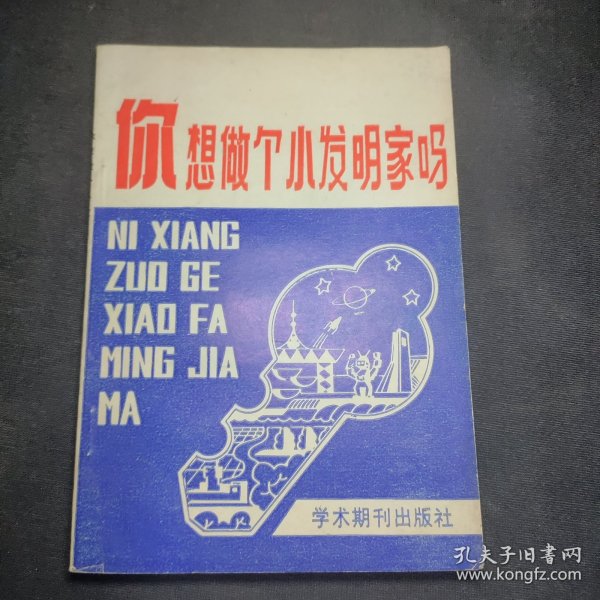 你想做个小发明家吗
NI XIANG
ZUO GE
XIAO FA
MING JIA
MA
学术期刊出版社
孔夫子旧书网
www.kongfz.com